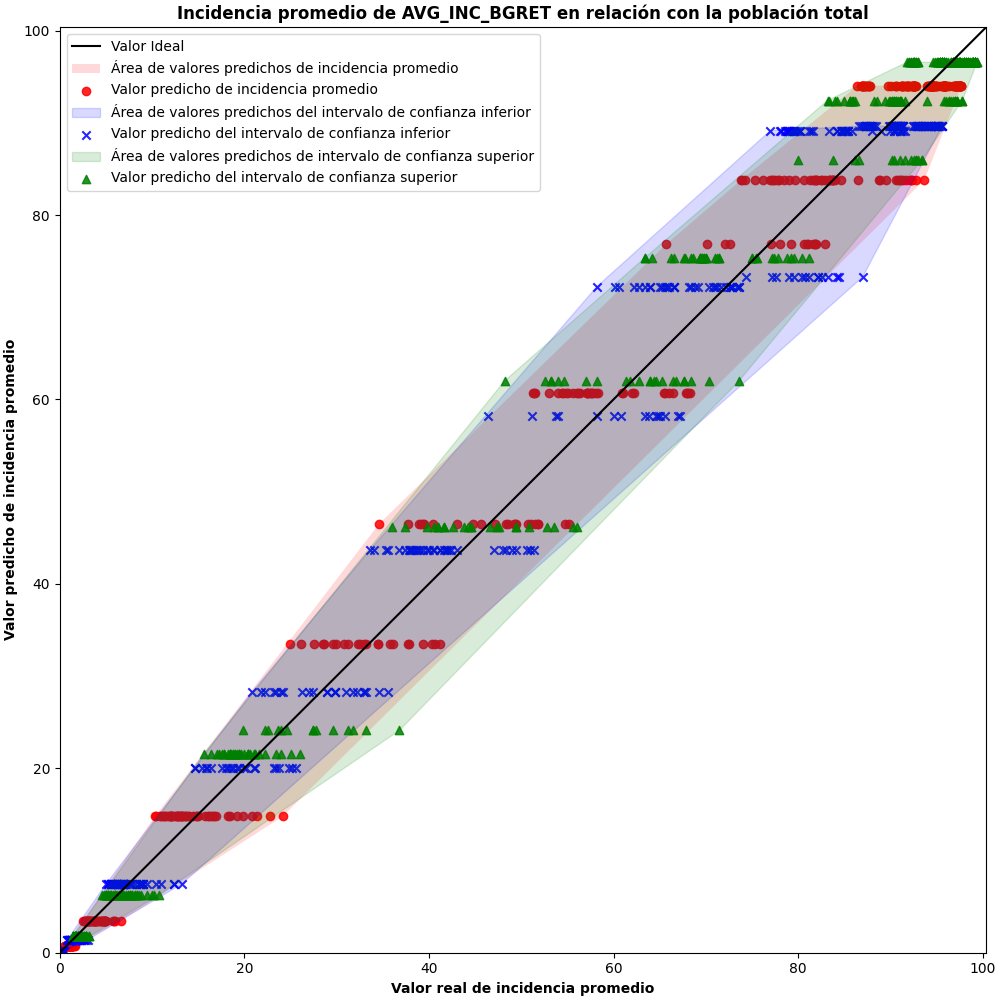 Incidencia promedio de AVG_INC_BGRET en relación con la población total
Valor Ideal
Área de valores predichos de incidencia promedio
Valor predicho de incidencia promedio
Área de valores predichos del intervalo de confianza inferior
Valor predicho del intervalo de confianza inferior
Área de valores predichos de intervalo de confianza superior
Valor predicho del intervalo de confianza superior
100
80
60
40
20
0
Valor predicho de incidencia promedio
0 20 40 60 80 100
Valor real de incidencia promedio